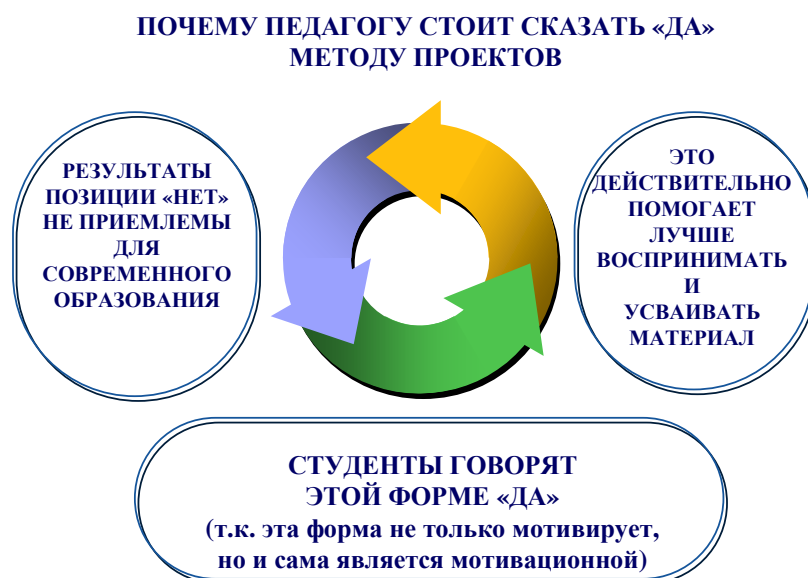 ПОЧЕМУ ПЕДАГОГУ СТОИТ СКАЗАТЬ «ДА»
МЕТОДУ ПРОЕКТОВ
РЕЗУЛЬТАТЫ
ПОЗИЦИИ «НЕТ»
НЕ ПРИЕМЛЕМЫ
ДЛЯ
СОВРЕМЕННОГО
ОБРАЗОВАНИЯ
ЭТО
ДЕЙСТВИТЕЛЬНО
ПОМОГАЕТ
ЛУЧШЕ
ВОСПРИНИМАТЬ
И
УСВАИВАТЬ
МАТЕРИАЛ
СТУДЕНТЫ ГОВОРЯТ
ЭТОЙ ФОРМЕ «ДА»
(т.к. эта форма не только мотивирует,
но и сама является мотивационной)